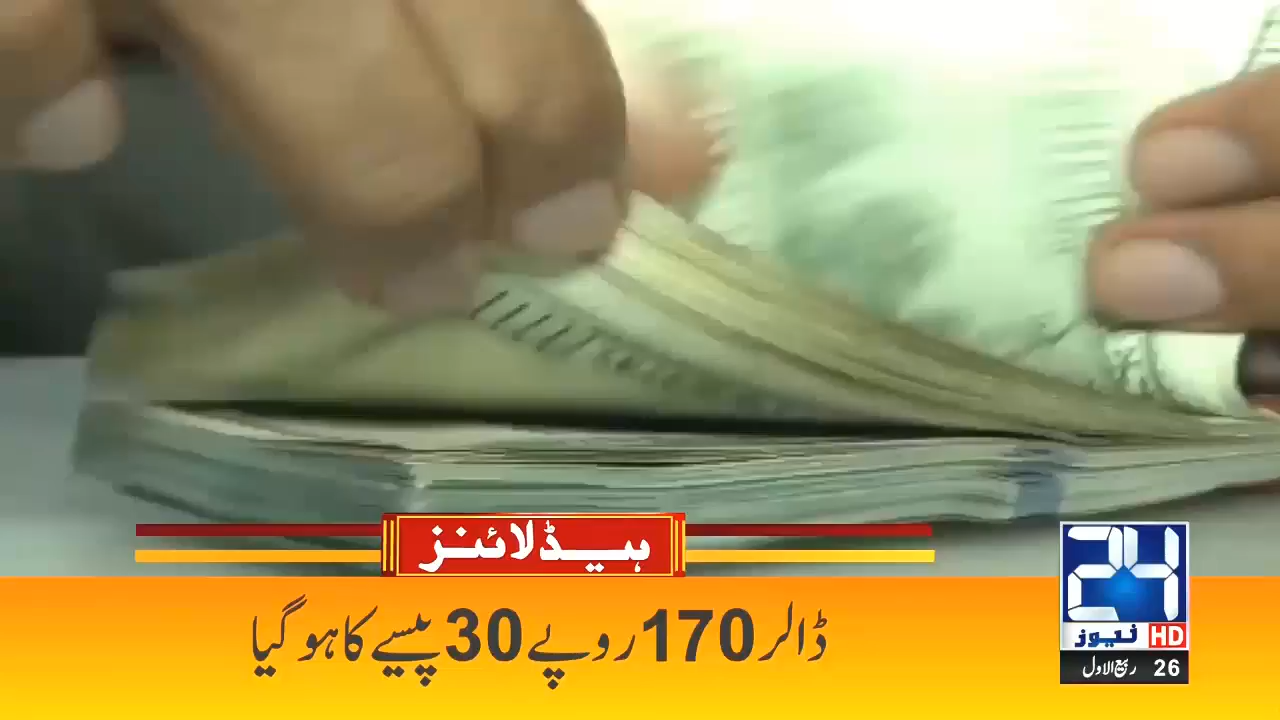 ہیڈلائنز
ڈالر 170 روپے 30 پیسے کا ہو گیا
24
نیوز HD
26 ربیع الاول